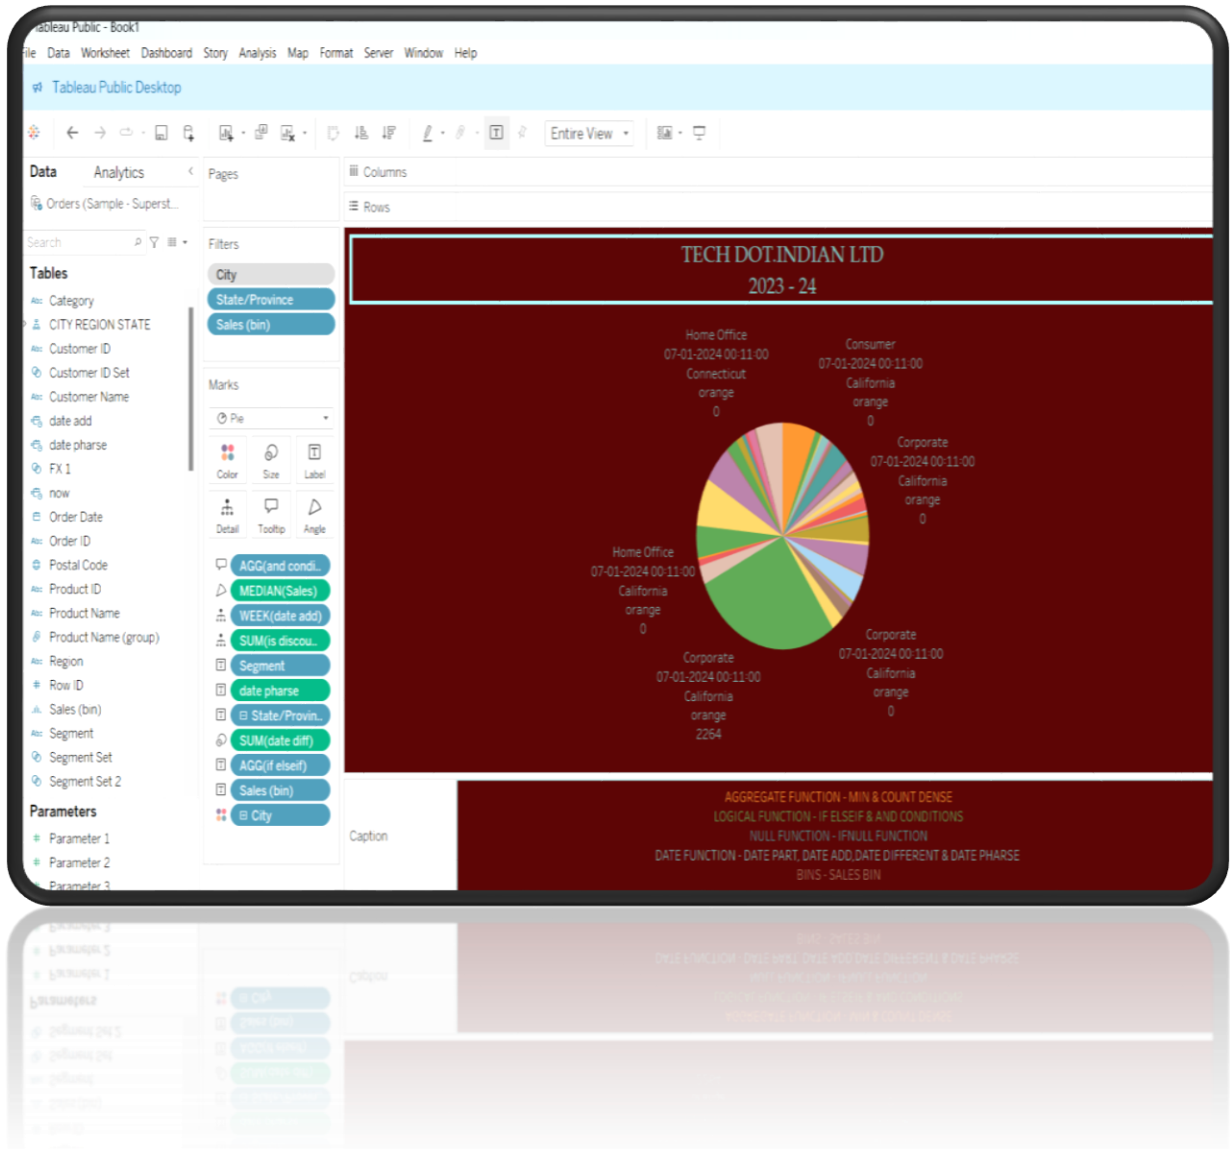 Tableau Public - Book1
File Data Worksheet Dashboard Story Analysis Map Format Server Window Help
Tableau Public Desktop
Entire View
Data Analytics
Orders (Sample - Superst...
Search
Tables
Category
CITY REGION STATE
Customer ID
Customer ID Set
Customer Name
date add
date pharse
FX 1
now
Order Date
Order ID
Postal Code
Product ID
Product Name
Product Name (group)
Region
Row ID
Sales (bin)
Segment
Segment Set
Segment Set 2
Parameters
Parameter 1
Parameter 2
Parameter 3
Pages
Filters
City
State/Province
Sales (bin)
Marks
Pie
Color Size Label
Detail Tooltip Angle
AGG(and condi..
MEDIAN(Sales)
WEEK(date add)
SUM(is discou..
Segment
date pharse
State/Provin..
SUM(date diff)
AGG(if elseif)
Sales (bin)
City
Columns
Rows
TECH DOT.INDIAN LTD
2023 - 24
Home Office
07-01-2024 00:11:00
Connecticut
orange
0
Consumer
07-01-2024 00:11:00
California
orange
0
Corporate
07-01-2024 00:11:00
California
orange
0
Home Office
07-01-2024 00:11:00
California
orange
0
Corporate
07-01-2024 00:11:00
California
orange
0
Corporate
07-01-2024 00:11:00
California
orange
2264
Caption
AGGREGATE FUNCTION - MIN & COUNT DENSE
LOGICAL FUNCTION - IF ELSEIF & AND CONDITIONS
NULL FUNCTION - IFNULL FUNCTION
DATE FUNCTION - DATE PART, DATE ADD,DATE DIFFERENT & DATE PHARSE
BINS - SALES BIN